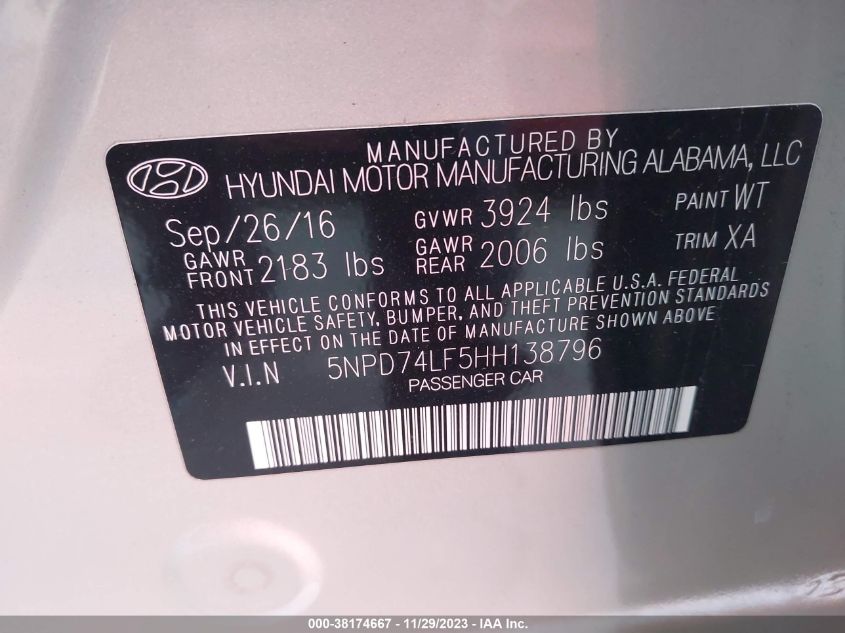 MANUFACTURED BY
HYUNDAI MOTOR MANUFACTURING ALABAMA, LLC
Sep/26/16 GVWR 3924 lbs PAINT WT
GAWR FRONT 2183 lbs GAWR REAR 2006 lbs TRIM XA
THIS VEHICLE CONFORMS TO ALL APPLICABLE U.S.A. FEDERAL
MOTOR VEHICLE SAFETY, BUMPER, AND THEFT PREVENTION STANDARDS
IN EFFECT ON THE DATE OF MANUFACTURE SHOWN ABOVE
V.I.N 5NPD74LF5HH138796
PASSENGER CAR
000-38174667 - 11/29/2023 - IAA Inc.